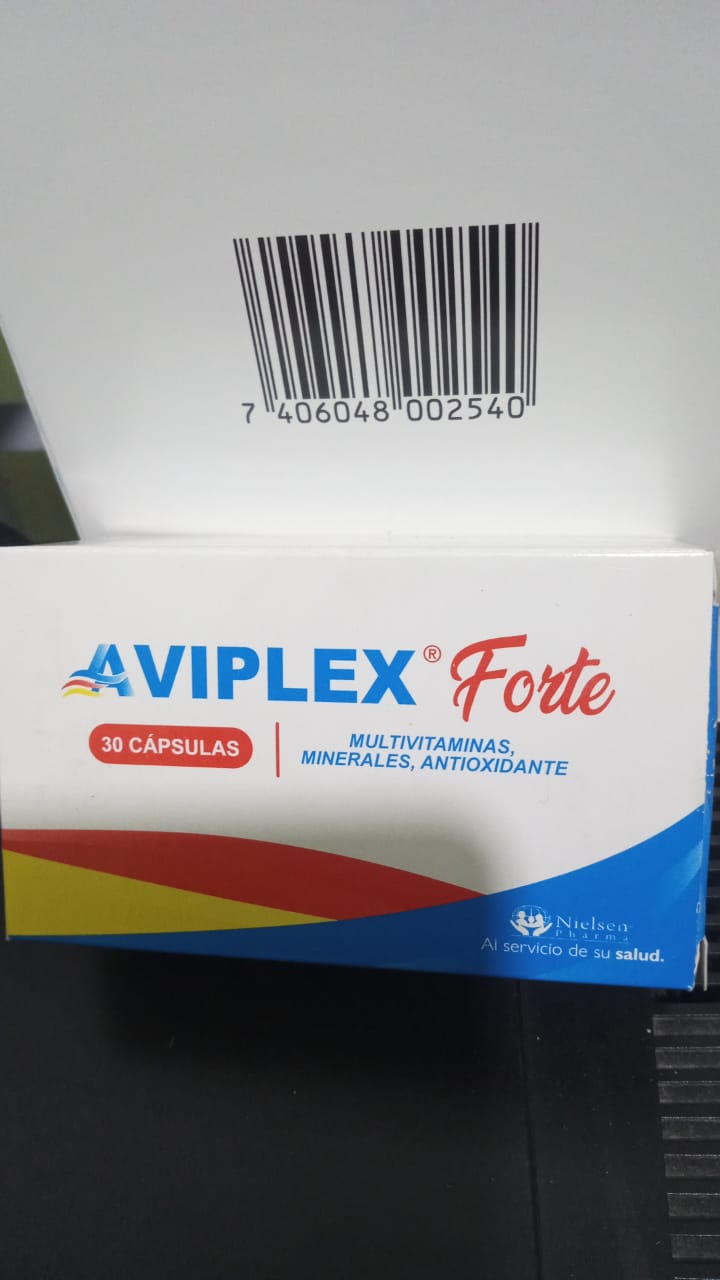 7 406048 002540
AVIPLEX® Forte
30 CÁPSULAS
MULTIVITAMINAS,
MINERALES, ANTIOXIDANTE
Nielsen
Pharma
Al servicio de su salud.